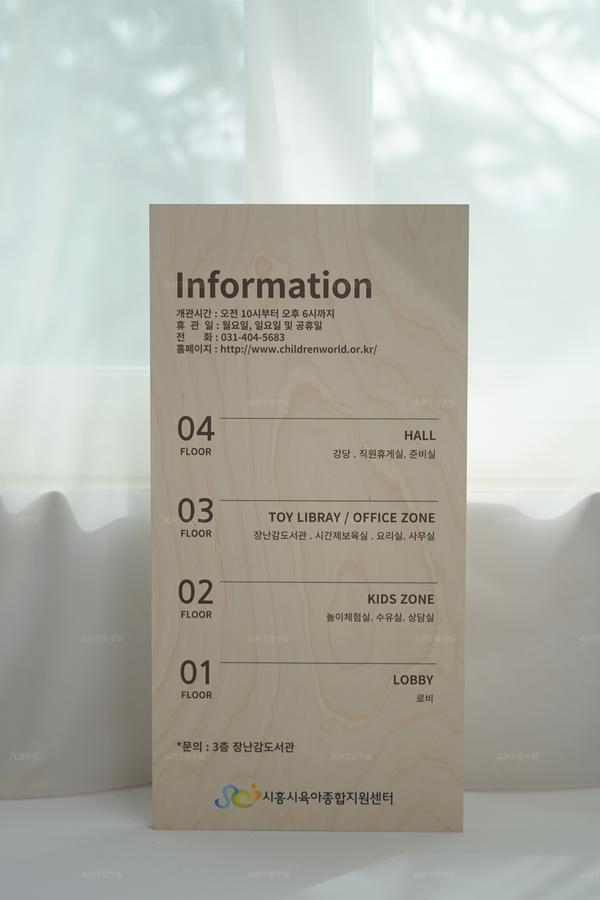 Information
개관시간 : 오전 10시부터 오후 6시까지
휴 관 일 : 월요일, 일요일 및 공휴일
전 화 : 031-404-5683
홈페이지 : http://www.childrenworld.or.kr/
04
FLOOR
HALL
강당 . 직원휴게실. 준비실
03
FLOOR
TOY LIBRAY / OFFICE ZONE
장난감도서관 . 시간제보육실 . 요리실. 사무실
02
FLOOR
KIDS ZONE
놀이체험실. 수유실. 상담실
01
FLOOR
LOBBY
로비
*문의 : 3층 장난감도서관
시흥시육아종합지원센터
ARTSYS